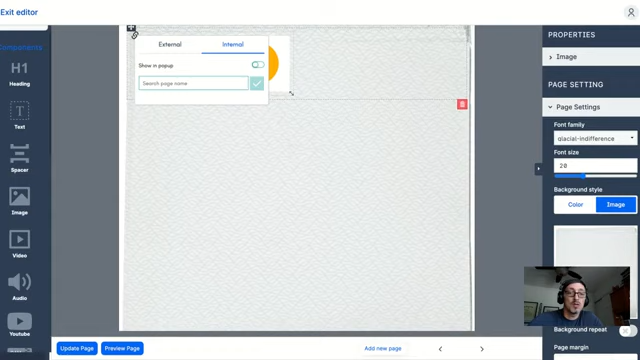 Exit editor
Components
H1
Heading
Text
Spacer
Image
Video
Audio
Youtube
External
Internal
Show in popup
Search page name
Update Page
Preview Page
Add new page
PROPERTIES
Image
PAGE SETTING
Page Settings
Font family
glacial-indifference
Font size
20
Background style
Color
Image
Background repeat
Page margin